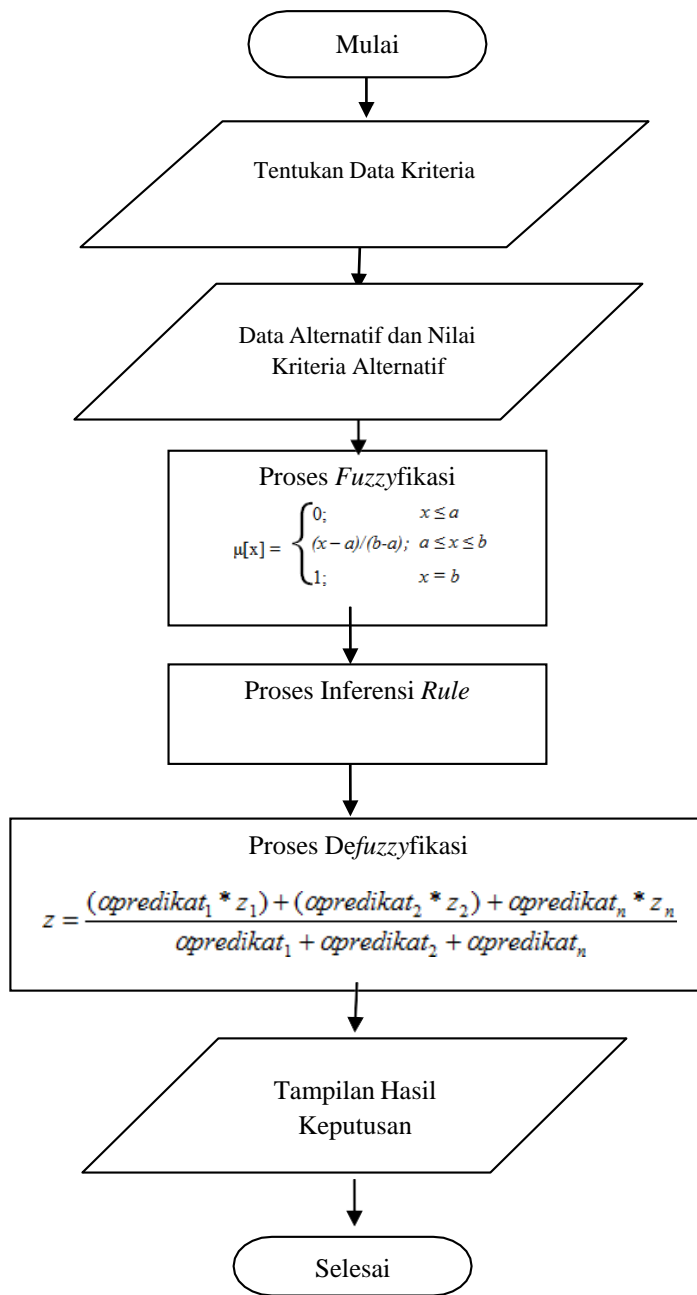 Mulai
Tentukan Data Kriteria
Data Alternatif dan Nilai
Kriteria Alternatif
Proses Fuzzyfikasi
μ[x] = { 0; x ≤ a
(x – a)/(b-a); a ≤ x ≤ b
1; x = b
Proses Inferensi Rule
Proses Defuzzyfikasi
z = (αpredikat₁ * z₁) + (αpredikat₂ * z₂) + αpredikatₙ * zₙ
αpredikat₁ + αpredikat₂ + αpredikatₙ
Tampilan Hasil
Keputusan
Selesai